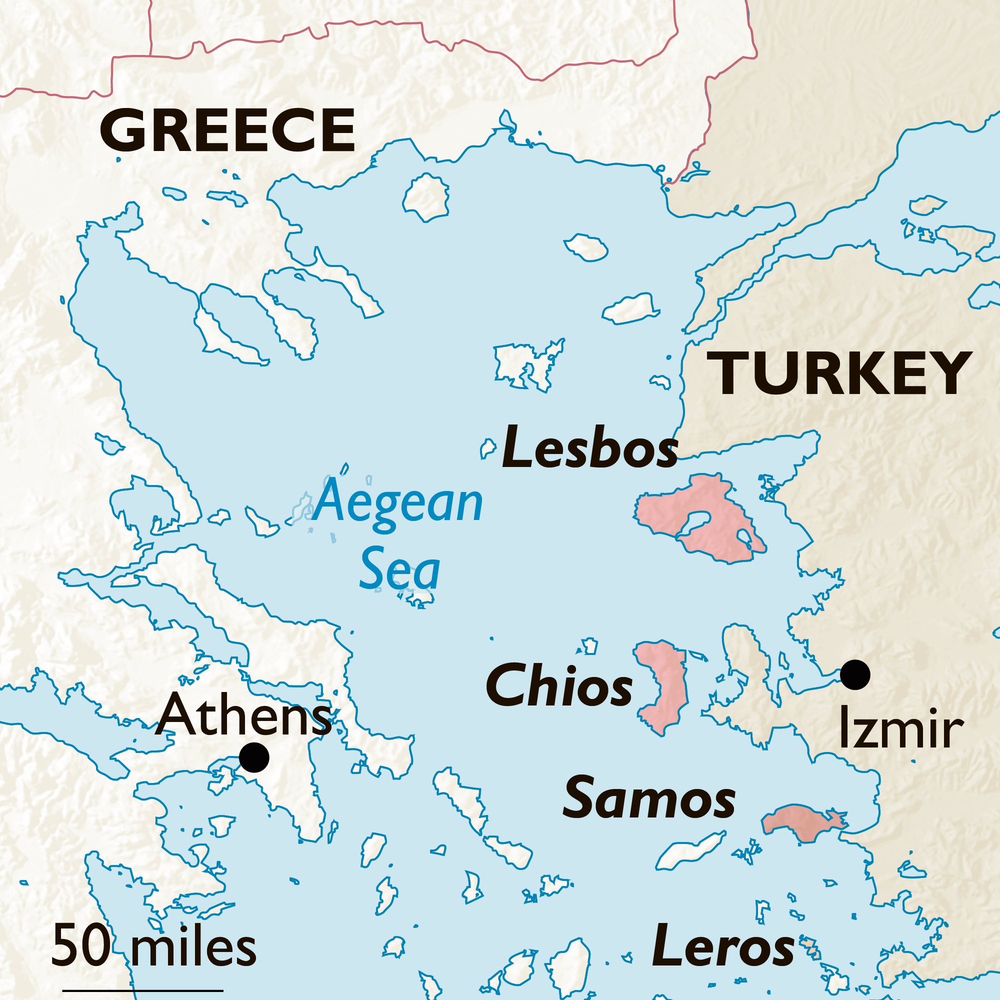 GREECE
TURKEY
Lesbos
Aegean
Sea
Chios
Athens
Izmir
Samos
50 miles
Leros